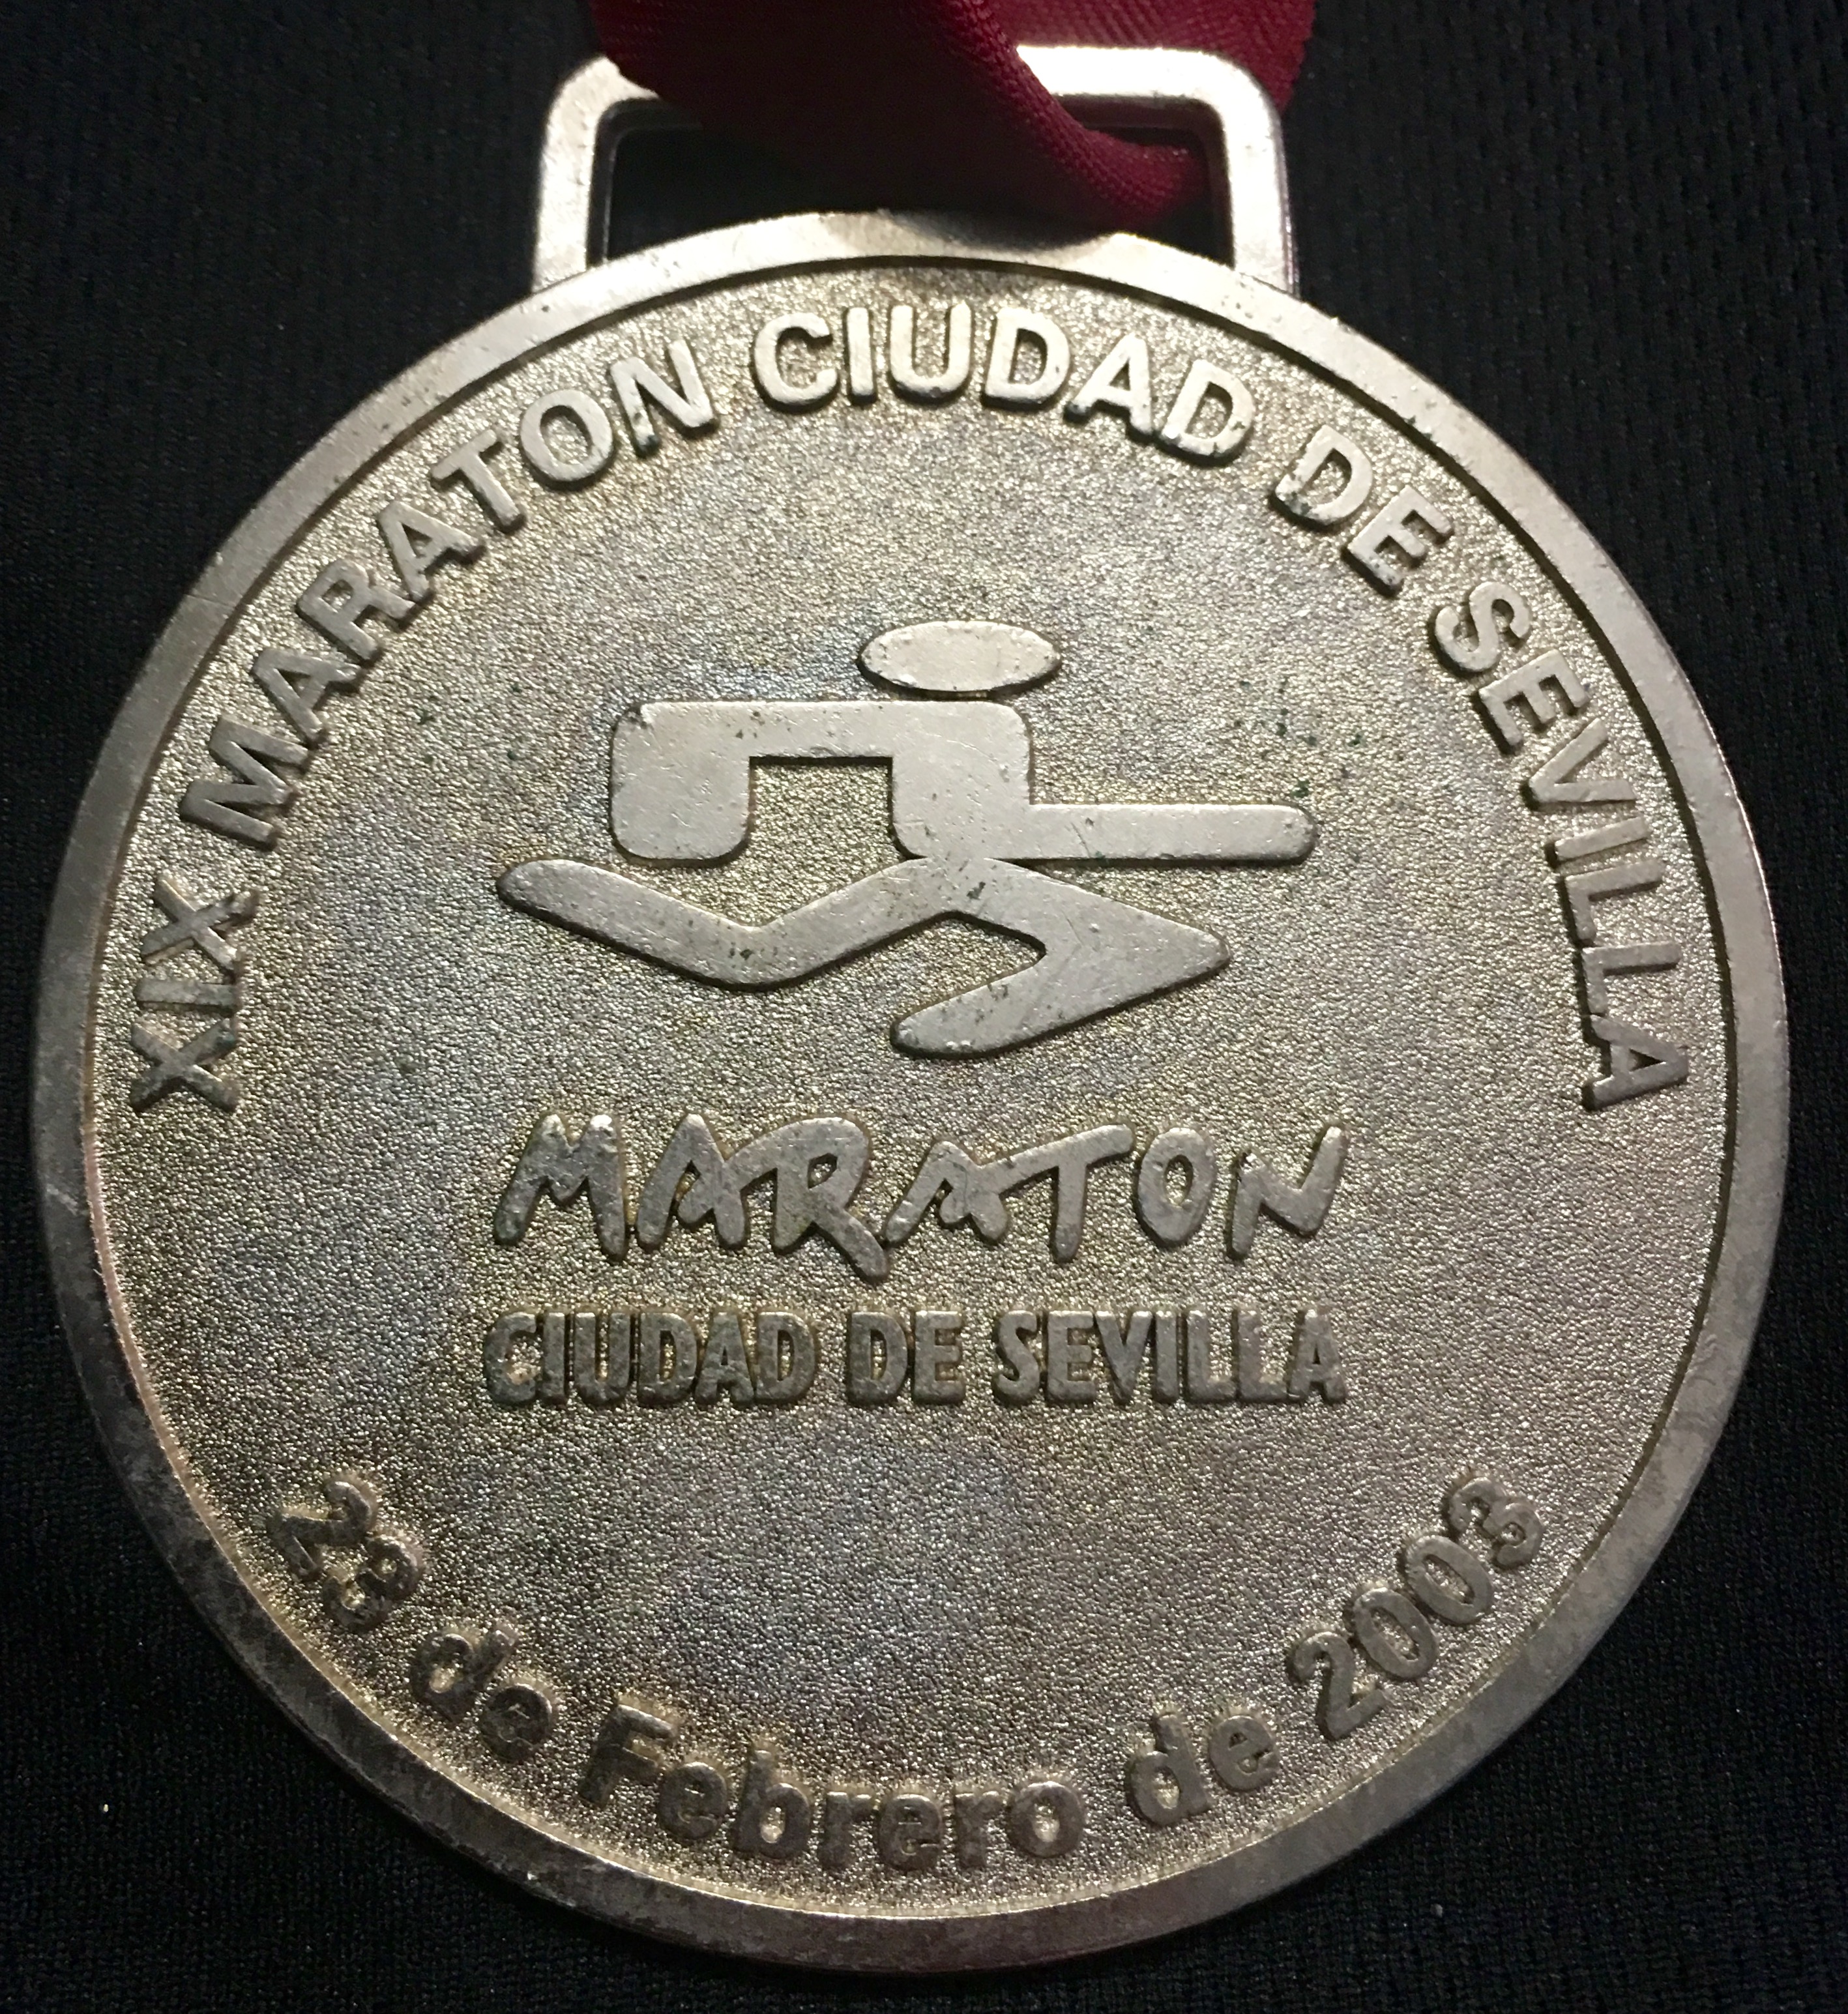 XIX MARATON CIUDAD DE SEVILLA
MARATON
CIUDAD DE SEVILLA
23 de Febrero de 2003